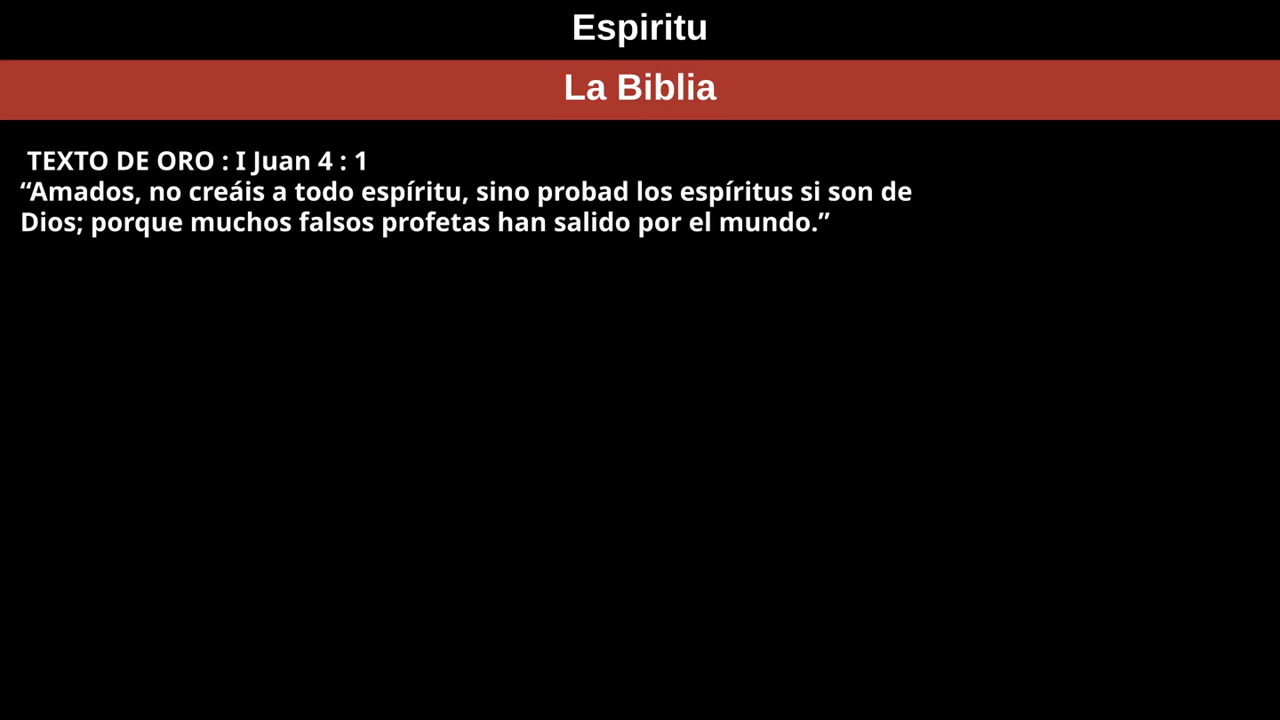 Espiritu
La Biblia
TEXTO DE ORO : I Juan 4 : 1
“Amados, no creáis a todo espíritu, sino probad los espíritus si son de
Dios; porque muchos falsos profetas han salido por el mundo.”